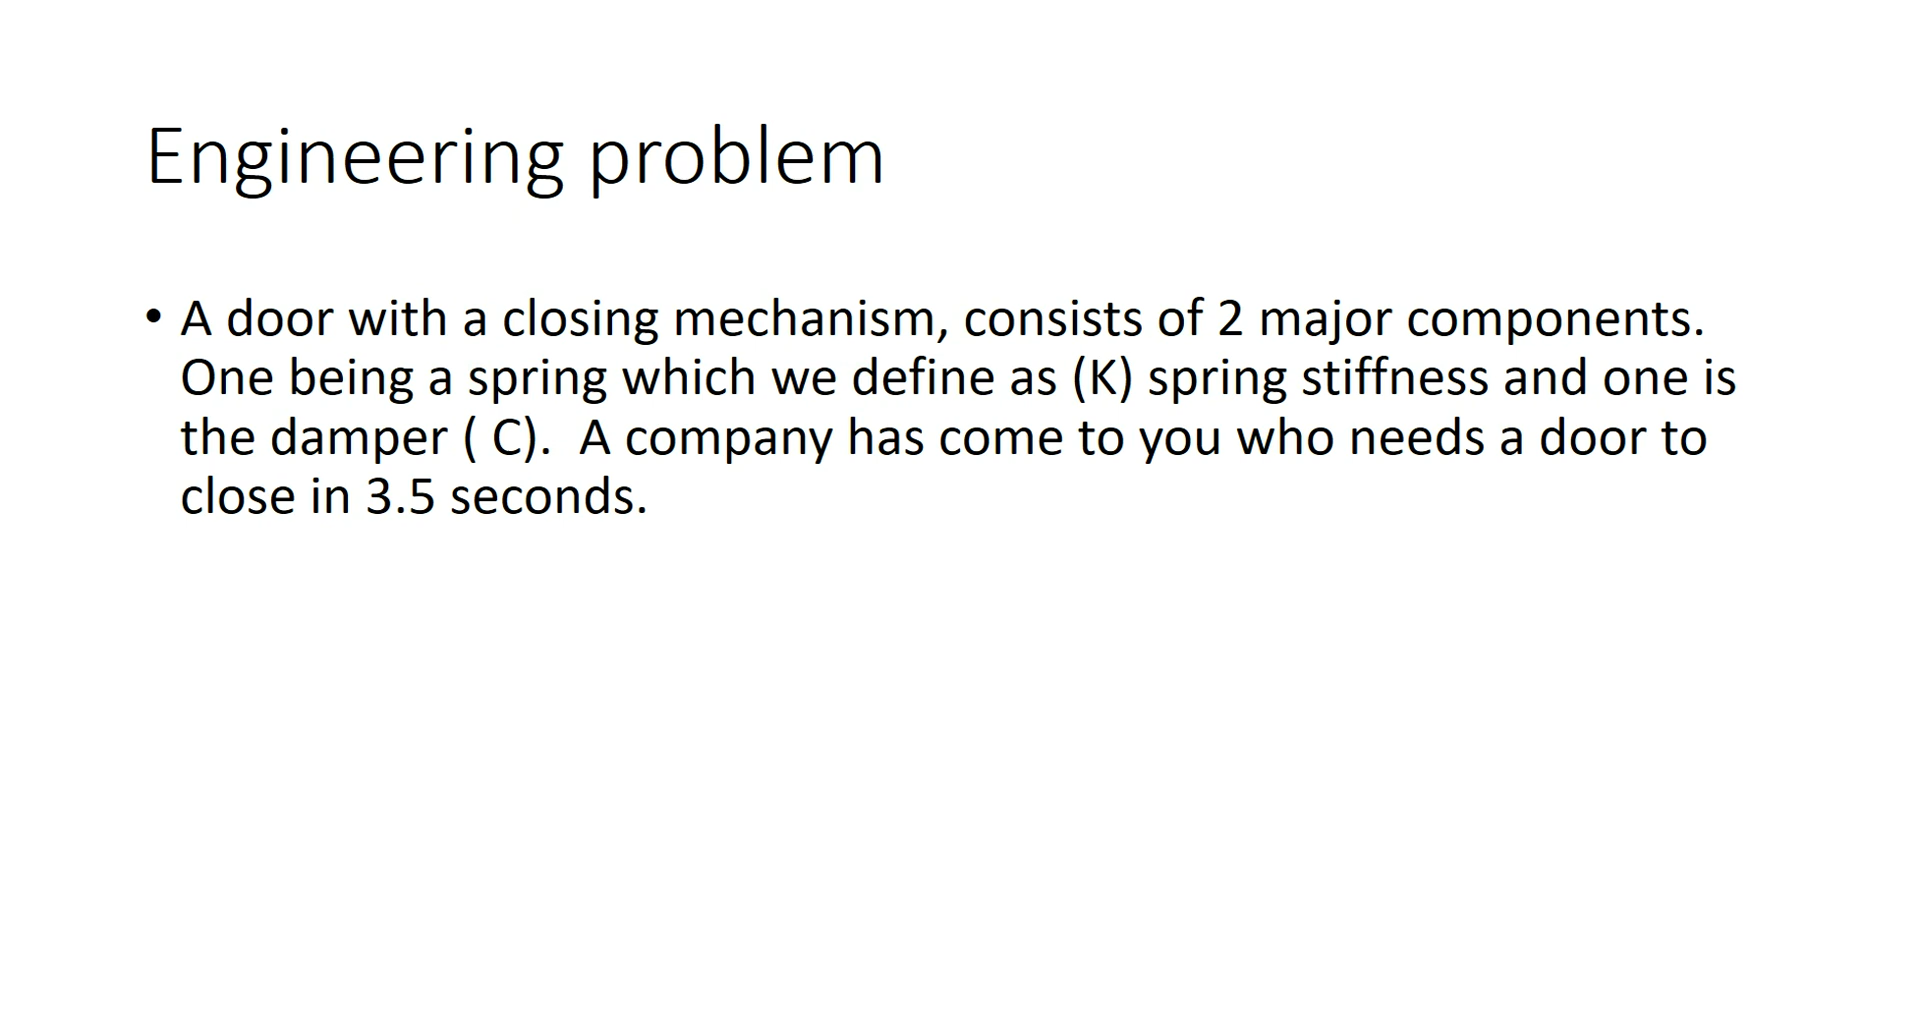 Engineering problem
• A door with a closing mechanism, consists of 2 major components.
One being a spring which we define as (K) spring stiffness and one is
the damper ( C).  A company has come to you who needs a door to
close in 3.5 seconds.